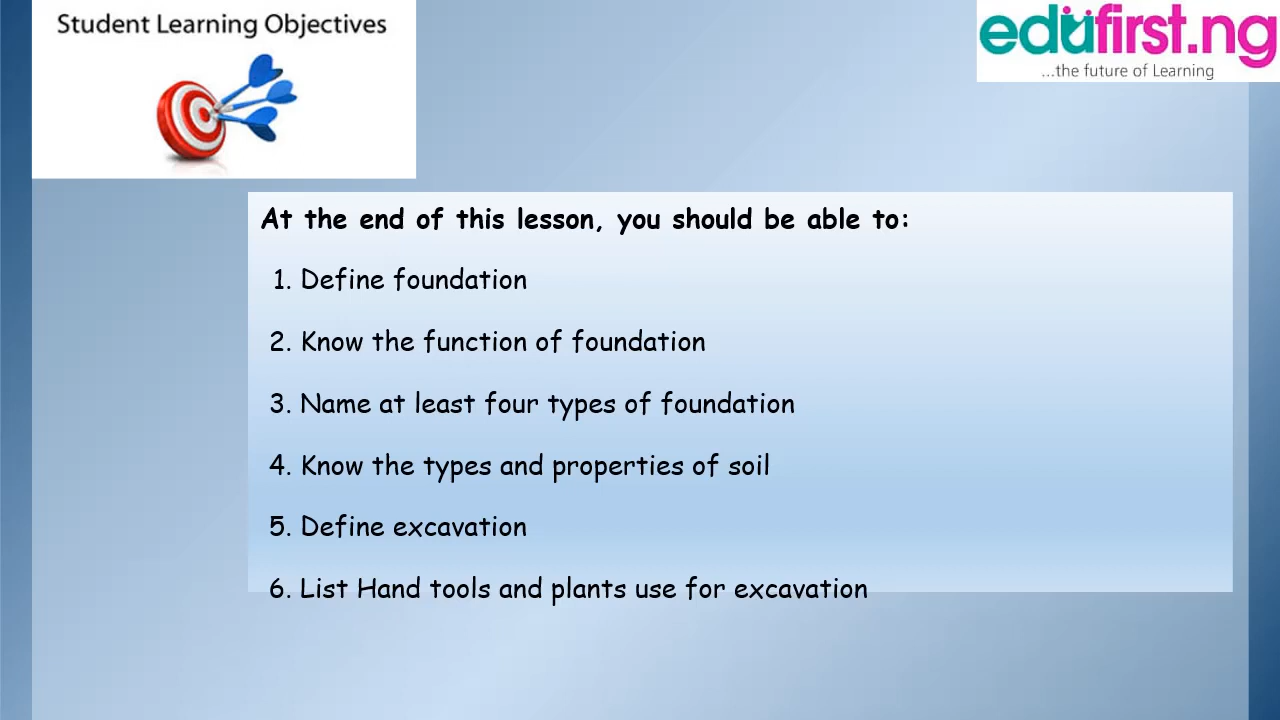 Student Learning Objectives
edufirst.ng
...the future of Learning
At the end of this lesson, you should be able to:
1. Define foundation
2. Know the function of foundation
3. Name at least four types of foundation
4. Know the types and properties of soil
5. Define excavation
6. List Hand tools and plants use for excavation